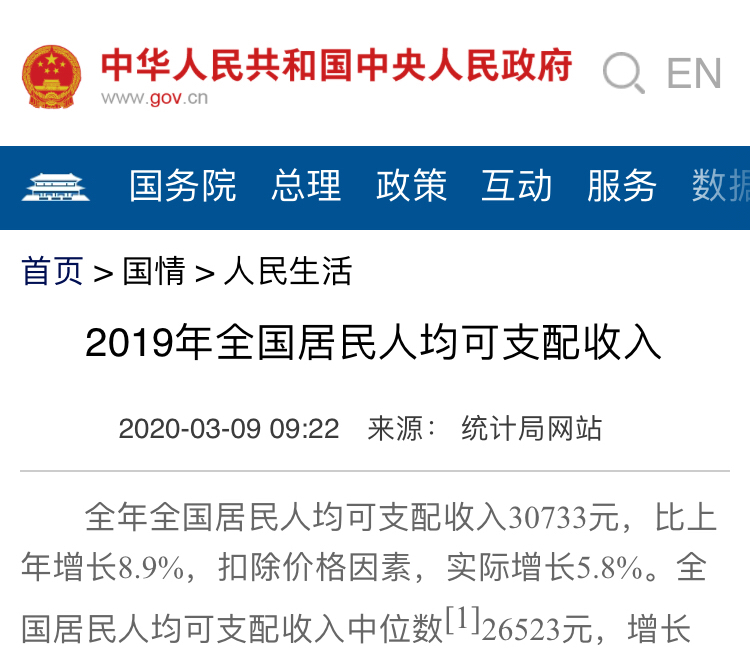 中华人民共和国中央人民政府
www.gov.cn
EN
国务院 总理 政策 互动 服务 数据
首页 > 国情 > 人民生活
2019年全国居民人均可支配收入
2020-03-09 09:22 来源： 统计局网站
全年全国居民人均可支配收入30733元，比上
年增长8.9%，扣除价格因素，实际增长5.8%。全
国居民人均可支配收入中位数[1]26523元，增长